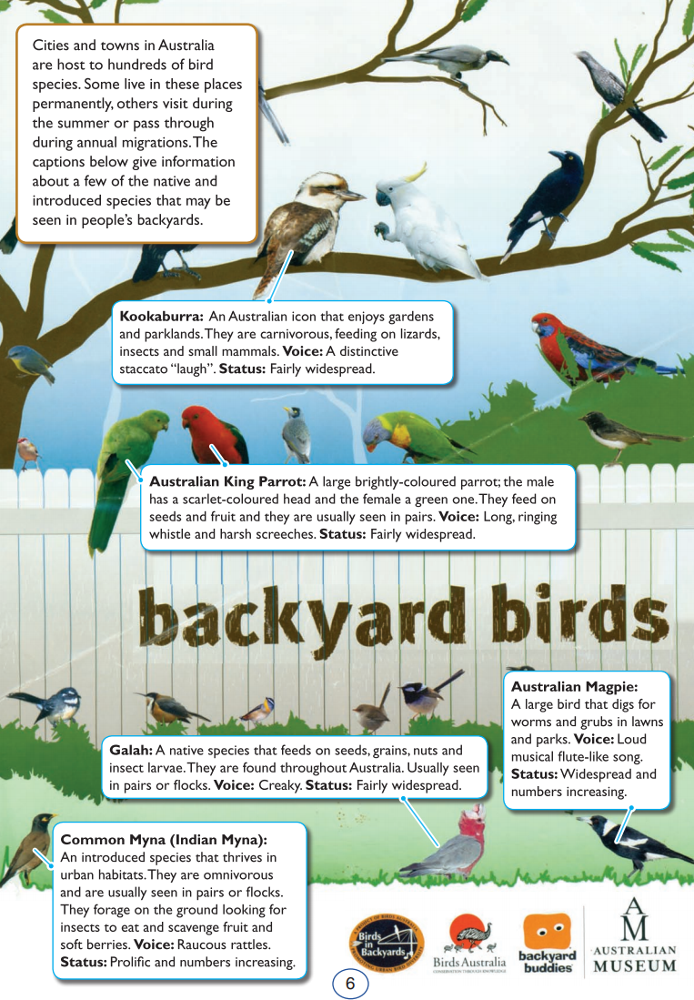 Cities and towns in Australia
are host to hundreds of bird
species. Some live in these places
permanently, others visit during
the summer or pass through
during annual migrations. The
captions below give information
about a few of the native and
introduced species that may be
seen in people's backyards.
Kookaburra: An Australian icon that enjoys gardens
and parklands. They are carnivorous, feeding on lizards,
insects and small mammals. Voice: A distinctive
staccato "laugh". Status: Fairly widespread.
Australian King Parrot: A large brightly-coloured parrot; the male
has a scarlet-coloured head and the female a green one. They feed on
seeds and fruit and they are usually seen in pairs. Voice: Long, ringing
whistle and harsh screeches. Status: Fairly widespread.
backyard birds
Australian Magpie:
A large bird that digs for
worms and grubs in lawns
and parks. Voice: Loud
musical flute-like song.
Status: Widespread and
numbers increasing.
Galah: A native species that feeds on seeds, grains, nuts and
insect larvae. They are found throughout Australia. Usually seen
in pairs or flocks. Voice: Creaky. Status: Fairly widespread.
Common Myna (Indian Myna):
An introduced species that thrives in
urban habitats. They are omnivorous
and are usually seen in pairs or flocks.
They forage on the ground looking for
insects to eat and scavenge fruit and
soft berries. Voice: Raucous rattles.
Status: Prolific and numbers increasing.
A PROJECT OF BIRDS AUSTRALIA
Birds
in
Backyards
Birds Australia
CONSERVATION THROUGH KNOWLEDGE
backyard
buddies
AM
AUSTRALIAN
MUSEUM
6